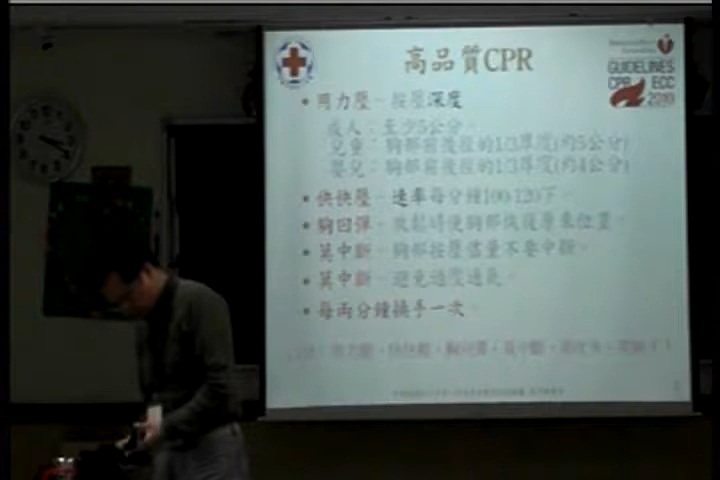 高品質CPR
GUIDELINES
CPR ECC
2010
• 用力壓－按壓深度
成人：至少5公分。
兒童：胸部前後徑的1/3厚度(約5公分)
嬰兒：胸部前後徑的1/3厚度(約4公分)
• 快快壓－速率每分鐘100-120下。
• 胸回彈－放鬆時使胸部恢復原來位置。
• 莫中斷－胸部按壓儘量不要中斷。
• 莫中斷－避免過度通氣。
• 每兩分鐘換手一次。